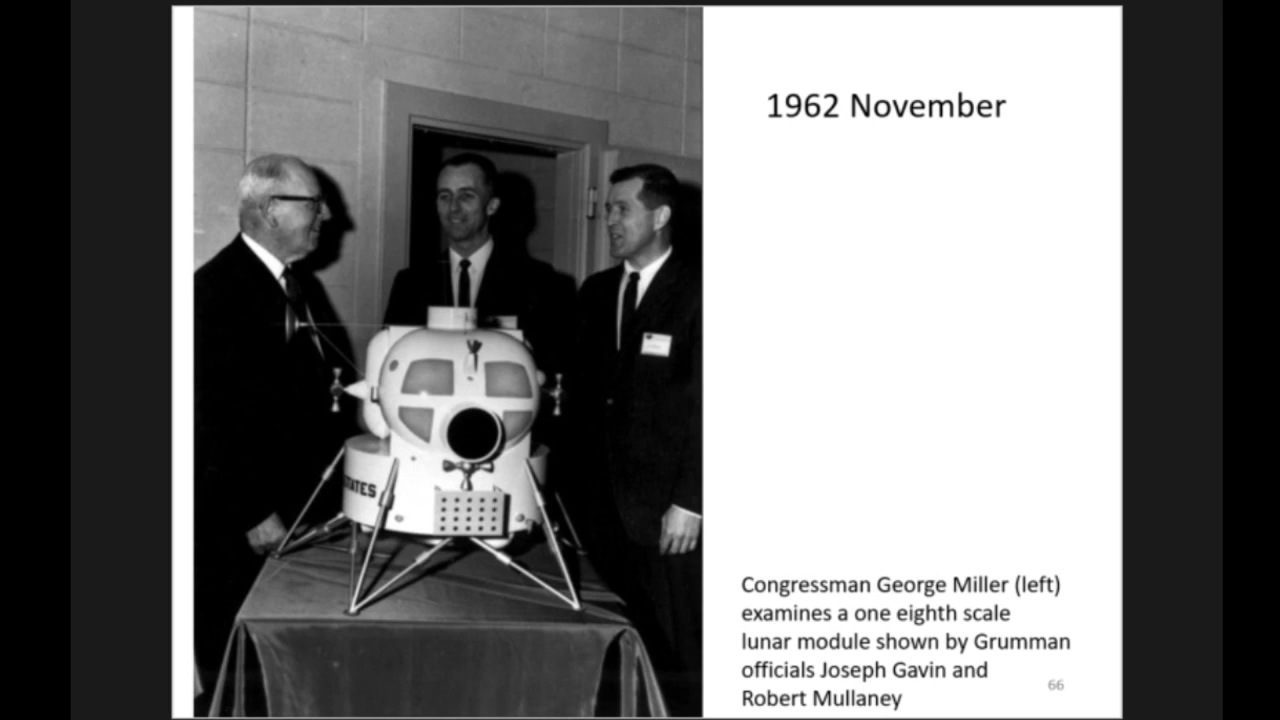 1962 November
TATES
Congressman George Miller (left)
examines a one eighth scale
lunar module shown by Grumman
officials Joseph Gavin and
Robert Mullaney
66